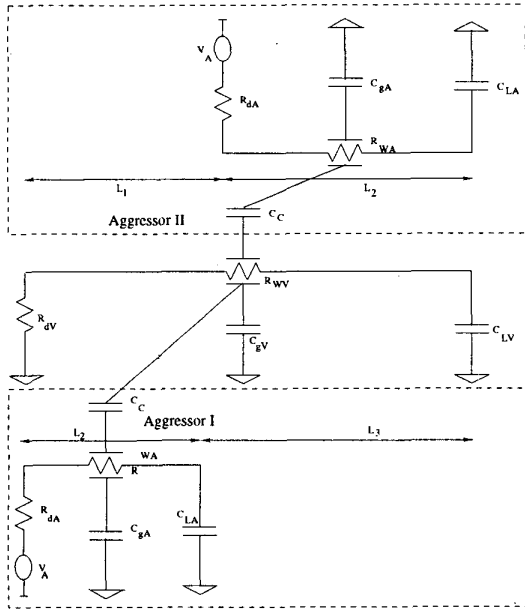 V_A
C_gA
C_LA
R_dA
R_WA
L_1
L_2
Aggressor II
C_C
R_WV
R_dV
C_gV
C_LV
C_C
Aggressor I
L_2
L_3
WA
R
R_dA
C_LA
C_gA
V_A